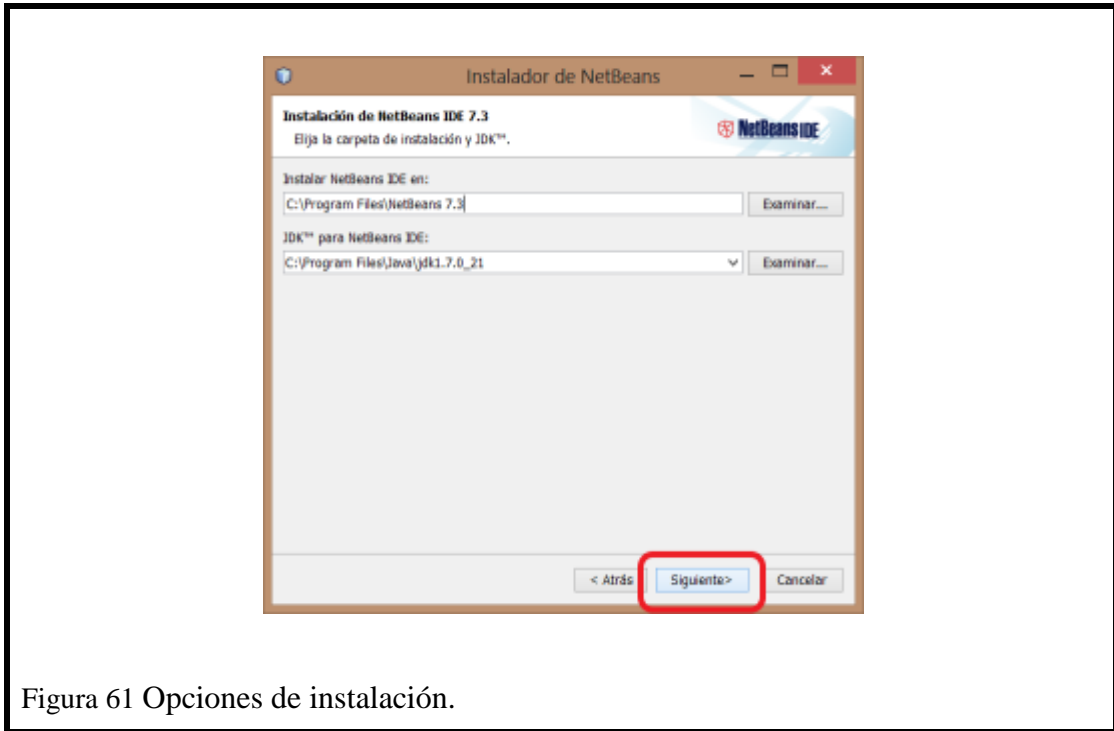 Instalador de NetBeans
Instalación de NetBeans IDE 7.3
Elija la carpeta de instalación y JDK™.
NetBeans IDE
Instalar NetBeans IDE en:
C:\Program Files\NetBeans 7.3
Examinar...
JDK™ para NetBeans IDE:
C:\Program Files\Java\jdk1.7.0_21
Examinar...
< Atrás Siguiente> Cancelar
Figura 61 Opciones de instalación.